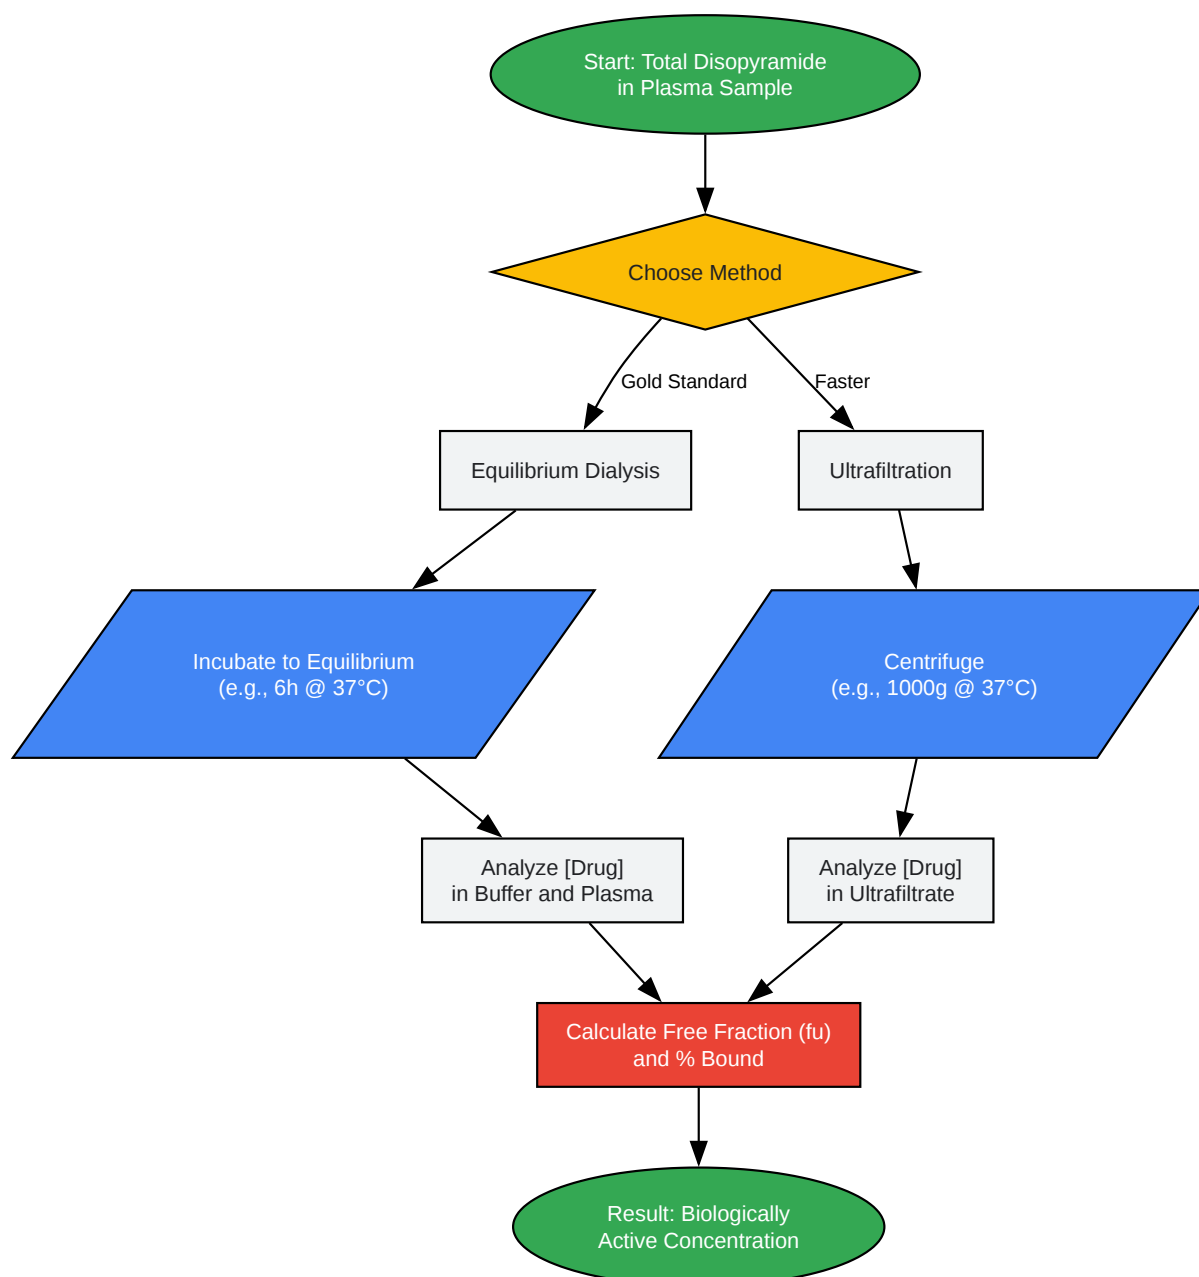 Start: Total Disopyramide
in Plasma Sample
Choose Method
Gold Standard
Faster
Equilibrium Dialysis
Ultrafiltration
Incubate to Equilibrium
(e.g., 6h @ 37°C)
Centrifuge
(e.g., 1000g @ 37°C)
Analyze [Drug]
in Buffer and Plasma
Analyze [Drug]
in Ultrafiltrate
Calculate Free Fraction (fu)
and % Bound
Result: Biologically
Active Concentration